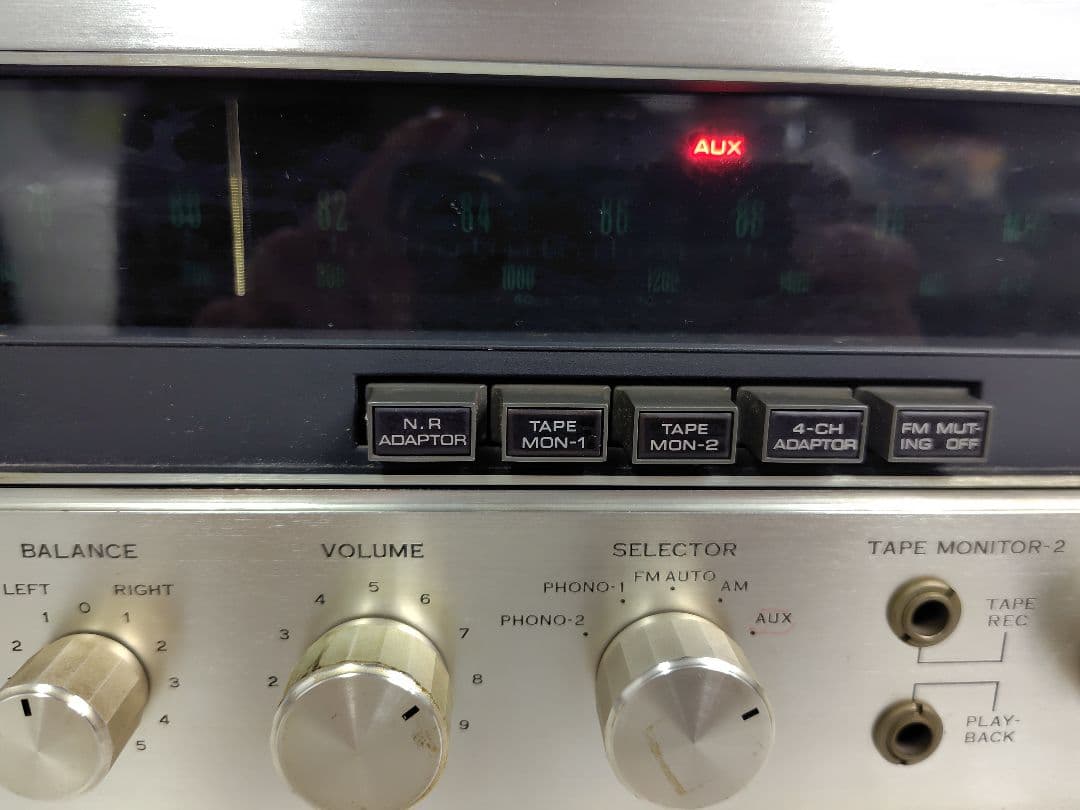 AUX
80 82 84 86 88
1000 1200
N.R
ADAPTOR
TAPE
MON-1
TAPE
MON-2
4-CH
ADAPTOR
FM MUT-
ING OFF
BALANCE
LEFT RIGHT
2 1 0 1 2 3 4 5
VOLUME
2 3 4 5 6 7 8 9
SELECTOR
PHONO-2
PHONO-1
FM AUTO
AM
AUX
TAPE MONITOR-2
TAPE
REC
PLAY-
BACK